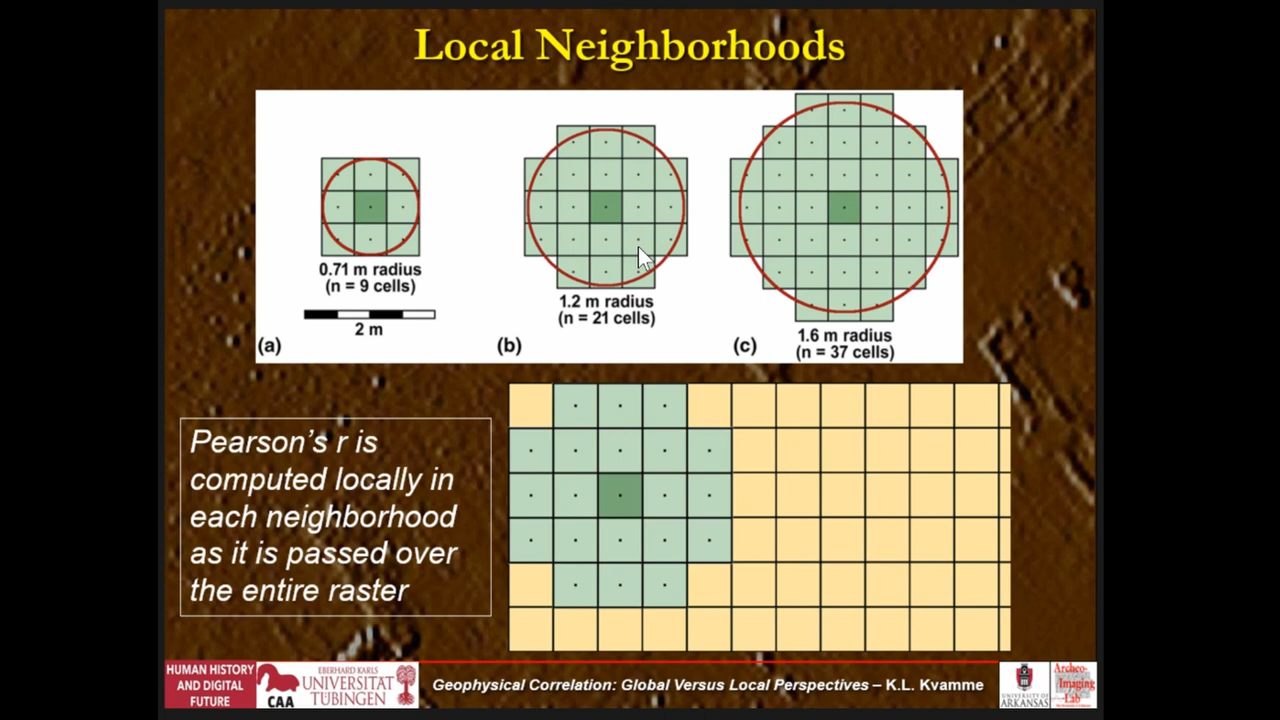 Local Neighborhoods
0.71 m radius
(n = 9 cells)
2 m
(a)
1.2 m radius
(n = 21 cells)
(b)
1.6 m radius
(n = 37 cells)
(c)
Pearson's r is
computed locally in
each neighborhood
as it is passed over
the entire raster
HUMAN HISTORY
AND DIGITAL
FUTURE
CAA
EBERHARD KARLS
UNIVERSITÄT
TÜBINGEN
Geophysical Correlation: Global Versus Local Perspectives – K.L. Kvamme
UNIVERSITY OF
ARKANSAS
Archeo-
Imaging
Lab